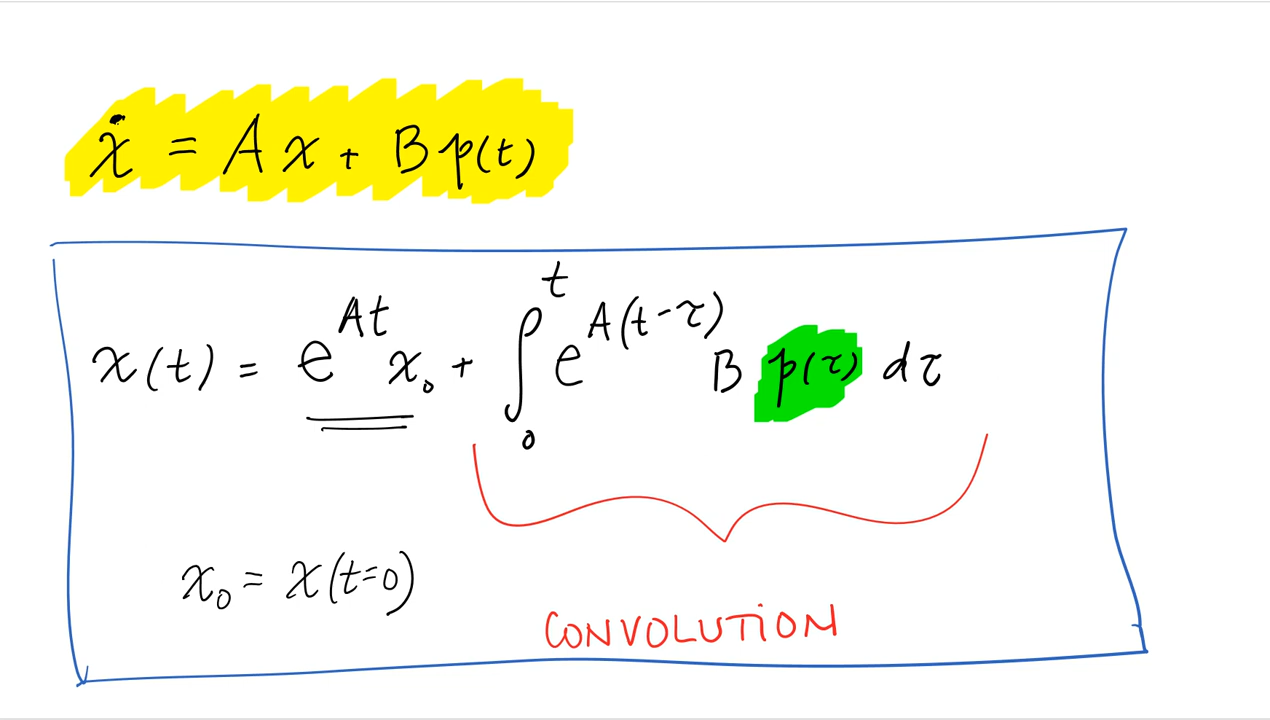 ẋ = Ax + Bp(t)
x(t) = e^{At} x₀ + ∫₀ᵗ e^{A(t-τ)} B p(τ) dτ
x₀ = x(t=0)
CONVOLUTION